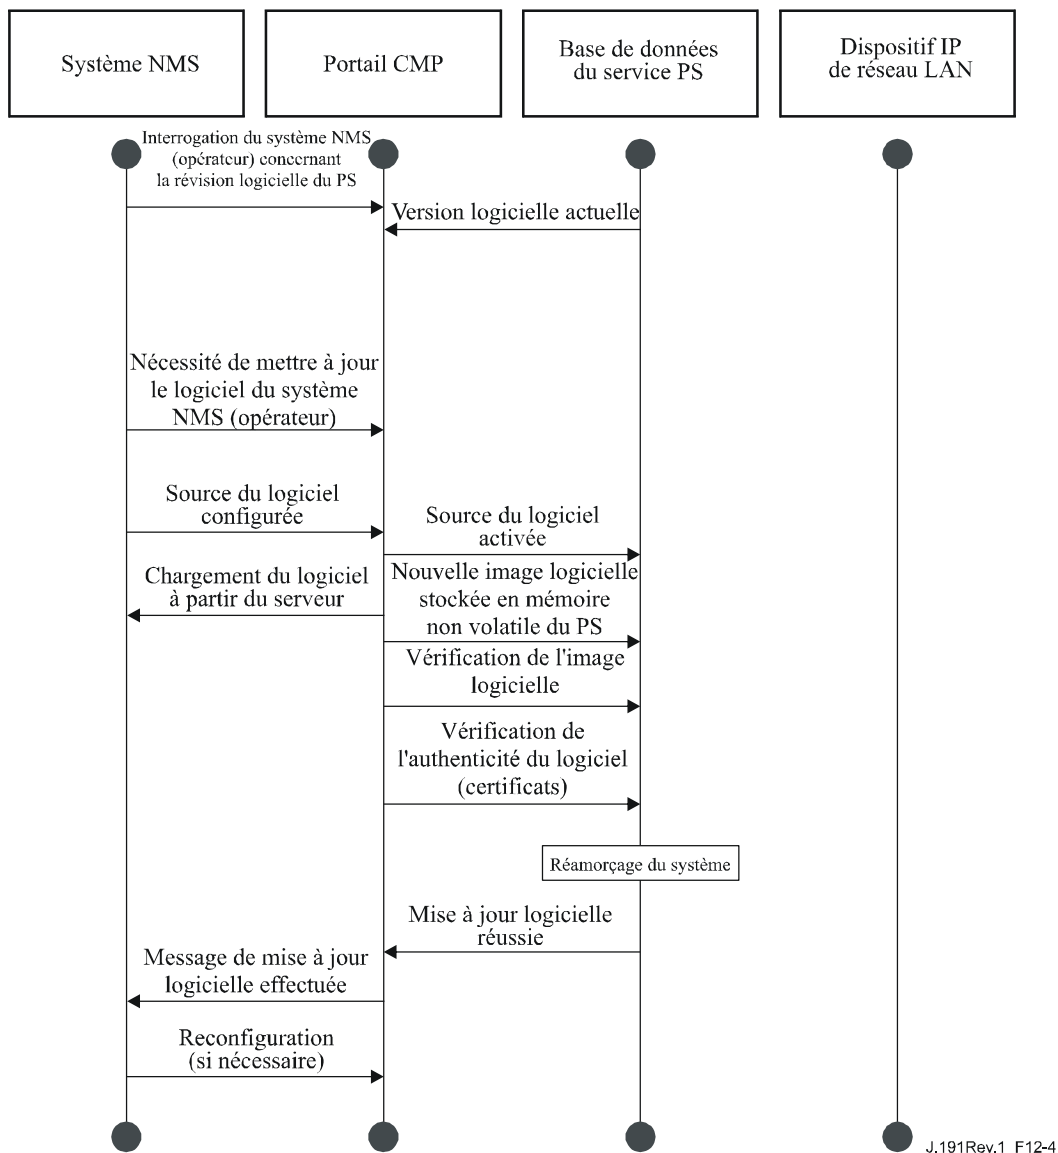 Système NMS
Portail CMP
Base de données
du service PS
Dispositif IP
de réseau LAN
Interrogation du système NMS
(opérateur) concernant
la révision logicielle du PS
Version logicielle actuelle
Nécessité de mettre à jour
le logiciel du système
NMS (opérateur)
Source du logiciel
configurée
Source du logiciel
activée
Chargement du logiciel
à partir du serveur
Nouvelle image logicielle
stockée en mémoire
non volatile du PS
Vérification de l'image
logicielle
Vérification de
l'authenticité du logiciel
(certificats)
Réamorçage du système
Mise à jour logicielle
réussie
Message de mise à jour
logicielle effectuée
Reconfiguration
(si nécessaire)
J.191Rev.1_F12-4